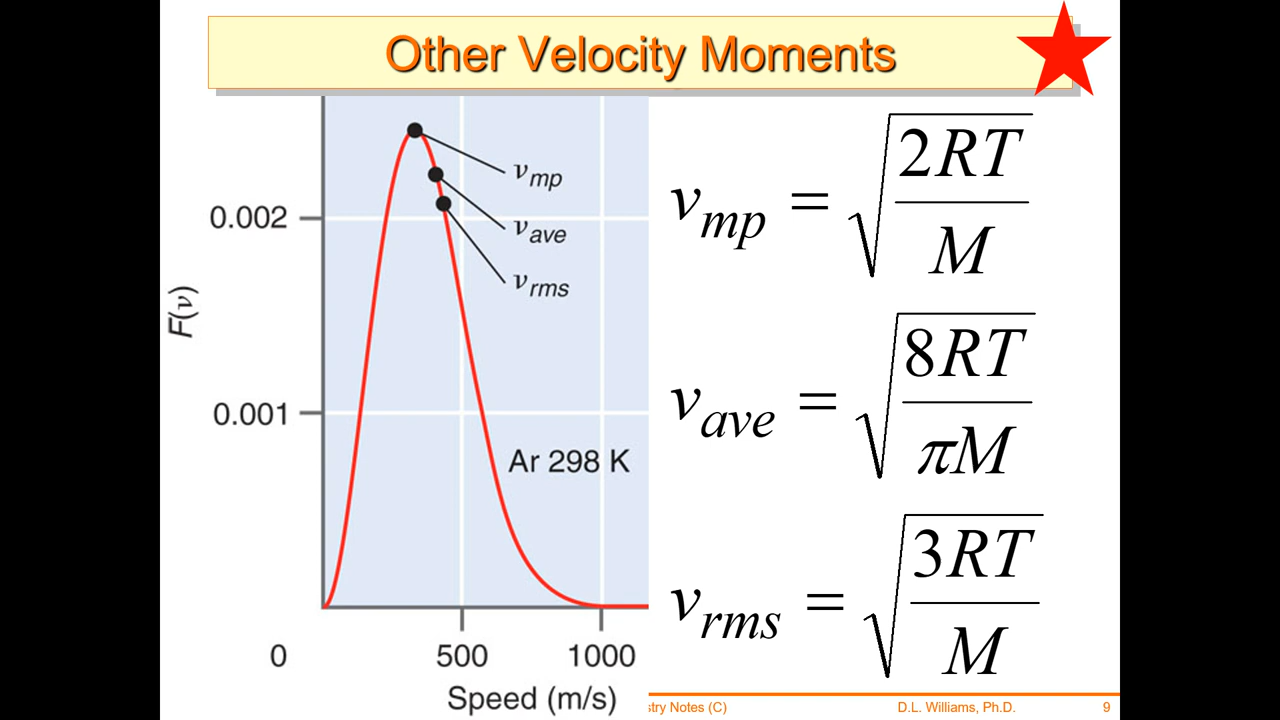 Other Velocity Moments
v_mp
v_ave
v_rms
0.002
0.001
F(v)
Ar 298 K
0
500
1000
Speed (m/s)
v_mp = √(2RT/M)
v_ave = √(8RT/πM)
v_rms = √(3RT/M)
stry Notes (C)
D.L. Williams, Ph.D.
9